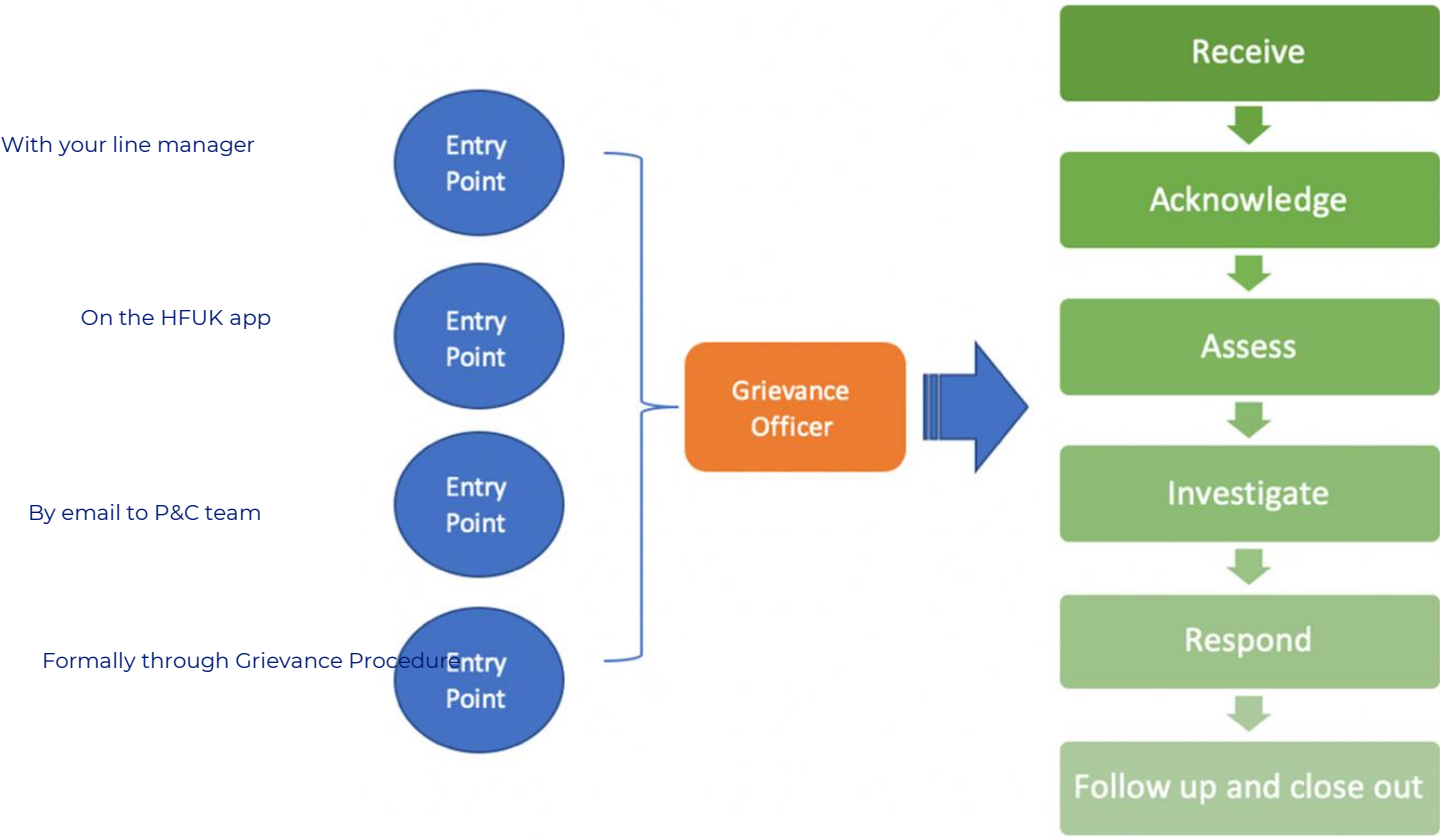 With your line manager
Entry
Point
On the HFUK app
Entry
Point
By email to P&C team
Entry
Point
Formally through Grievance Procedure
Entry
Point
Grievance
Officer
Receive
Acknowledge
Assess
Investigate
Respond
Follow up and close out